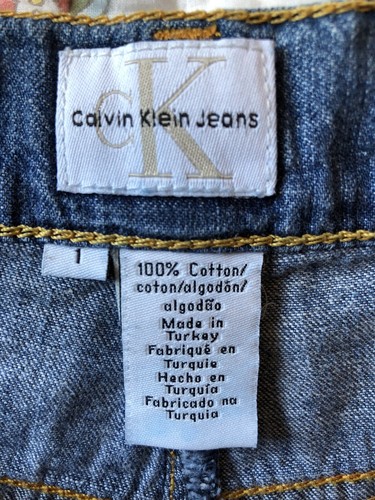 CK
Calvin Klein Jeans
1
100% Cotton/
coton/algodón/
algodão
Made in
Turkey
Fabriqué en
Turquie
Hecho en
Turquía
Fabricado na
Turquia